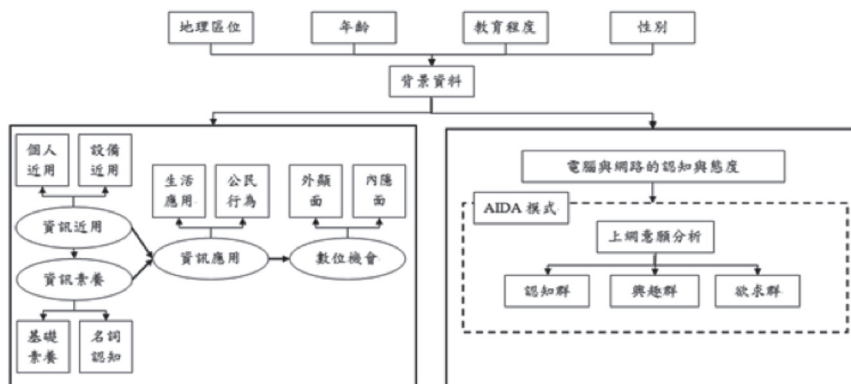 地理區位
年齡
教育程度
性別
背景資料
個人
近用
設備
近用
生活
應用
公民
行為
外顯
面
內隱
面
資訊近用
資訊應用
數位機會
資訊素養
基礎
素養
名詞
認知
電腦與網路的認知與態度
AIDA 模式
上網意願分析
認知群
興趣群
欲求群